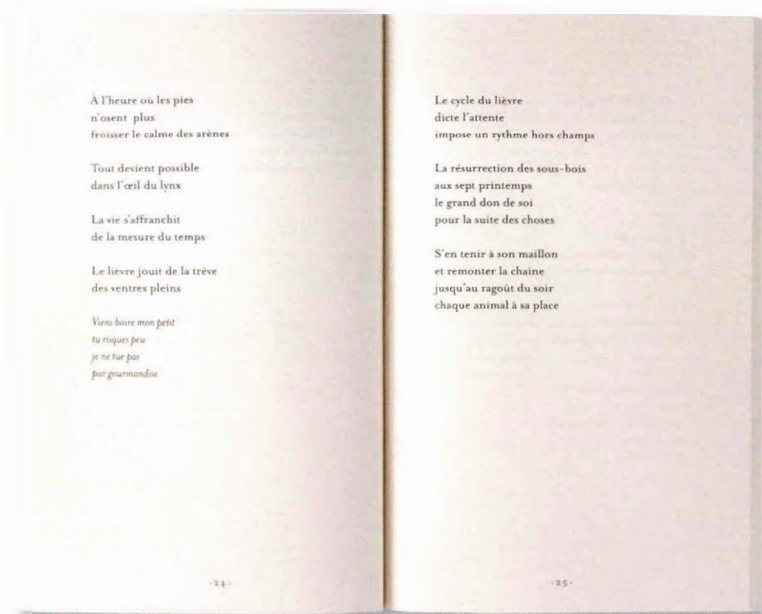 À l'heure où les pies
n'osent plus
froisser le calme des arènes
Tout devient possible
dans l'œil du lynx
La vie s'affranchit
de la mesure du temps
Le lièvre jouit de la trêve
des ventres pleins
Viens boire mon petit
tu risques peu
je ne tue pas
par gourmandise
-24-
Le cycle du lièvre
dicte l'attente
impose un rythme hors champs
La résurrection des sous-bois
aux sept printemps
le grand don de soi
pour la suite des choses
S'en tenir à son maillon
et remonter la chaine
jusqu'au ragoût du soir
chaque animal à sa place
-25-